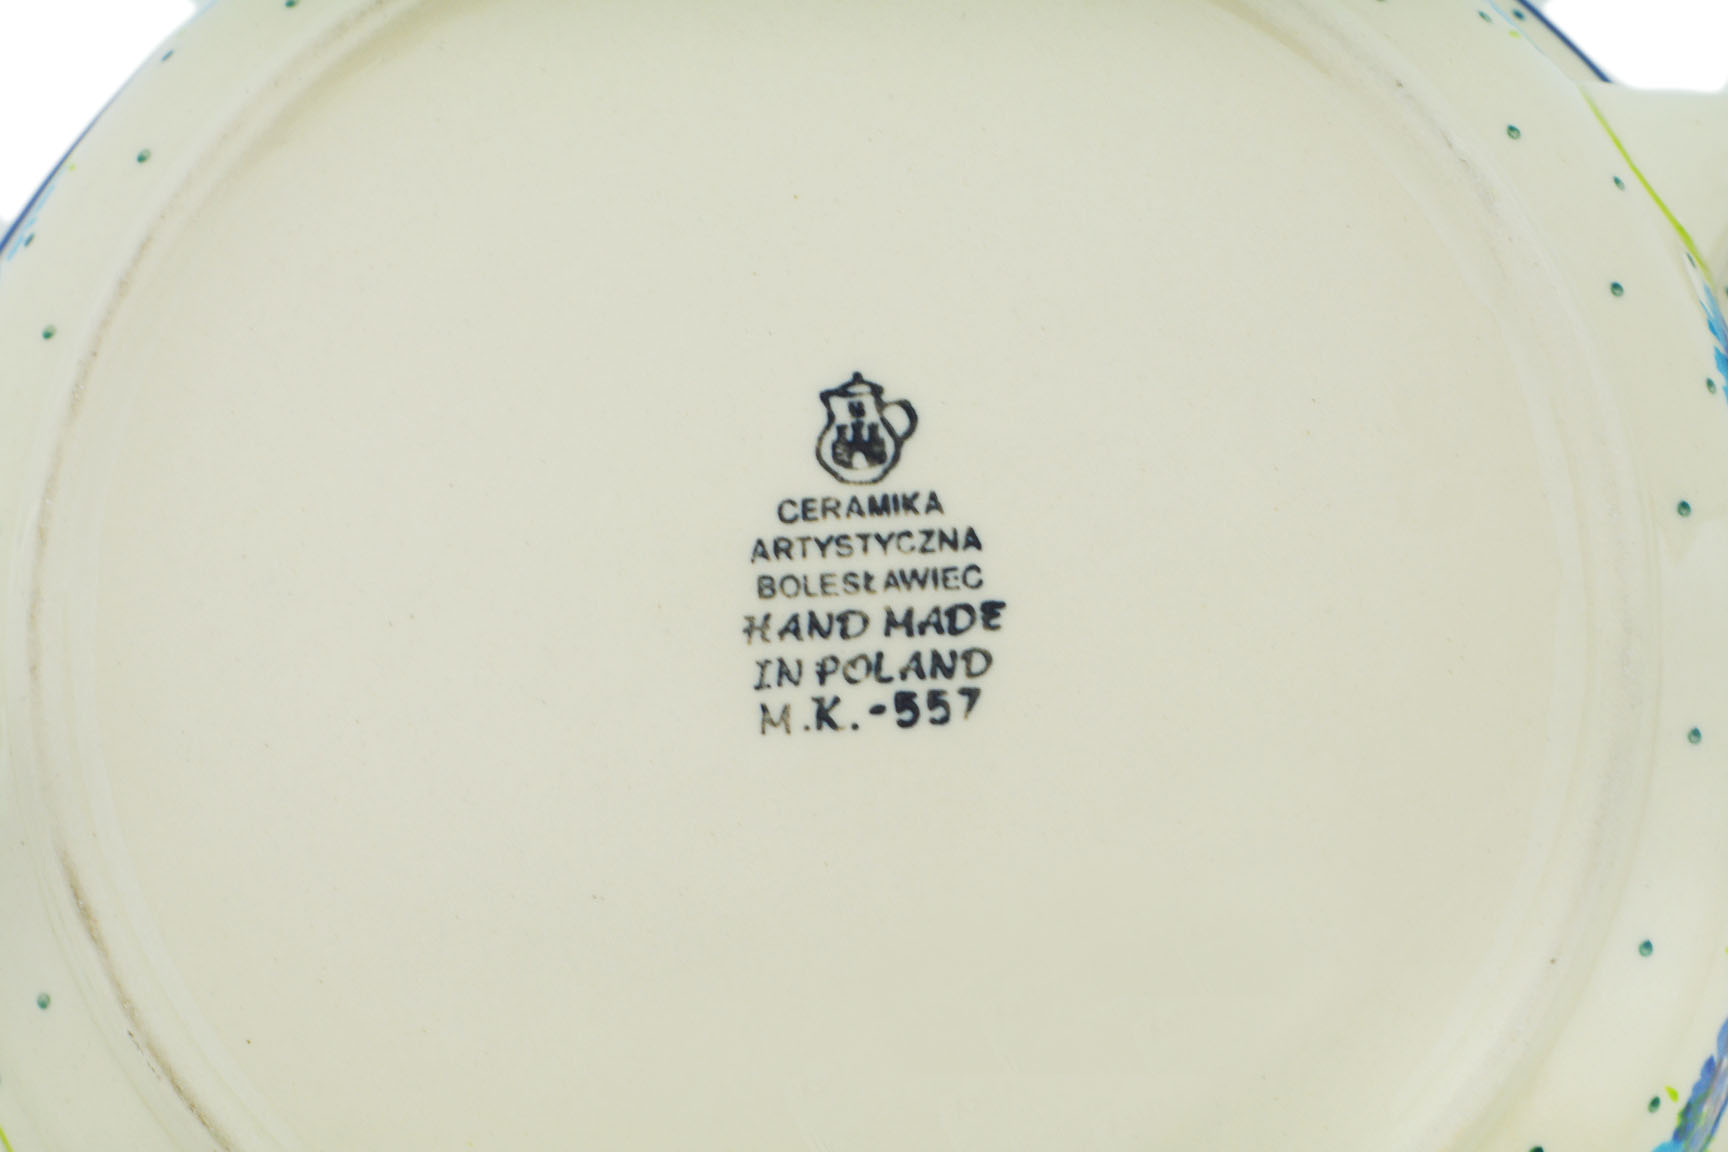 CERAMIKA
ARTYSTYCZNA
BOLESŁAWIEC
HAND MADE
IN POLAND
M.K.-557